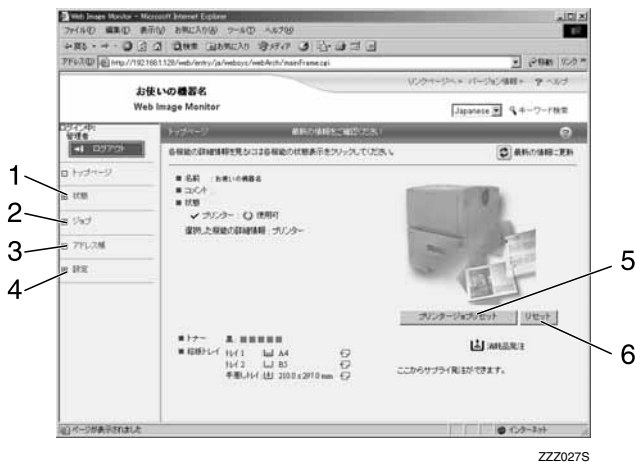 Web Image Monitor - Microsoft Internet Explorer
ファイル(F) 編集(E) 表示(V) お気に入り(A) ツール(T) ヘルプ(H)
戻る 検索 お気に入り メディア
アドレス(D) http://192.168.1.128/web/entry/ja/websys/webArch/mainFrame.cgi 移動 リンク
リンクページへ バージョン情報 ヘルプ
お使いの機器名
Web Image Monitor
Japanese キーワード検索
ログイン中:
管理者
ログアウト
トップページ 最新の情報をご確認ください
各機能の詳細情報を見るには各機能の状態表示をクリックしてください。 最新の情報に更新
トップページ
1 状態
2 ジョブ
3 アドレス帳
4 設定
名前 : お使いの機器名
コメント :
状態
プリンター : 使用可
選択した機能の詳細情報 : プリンター
5
プリンタージョブリセット リセット
6
トナー 黒
給紙トレイ トレイ1 A4
トレイ2 B5
手差しトレイ 210.0 x 297.0 mm
消耗品発注
ここからサプライ発注ができます。
ページが表示されました インターネット
ZZZ027S